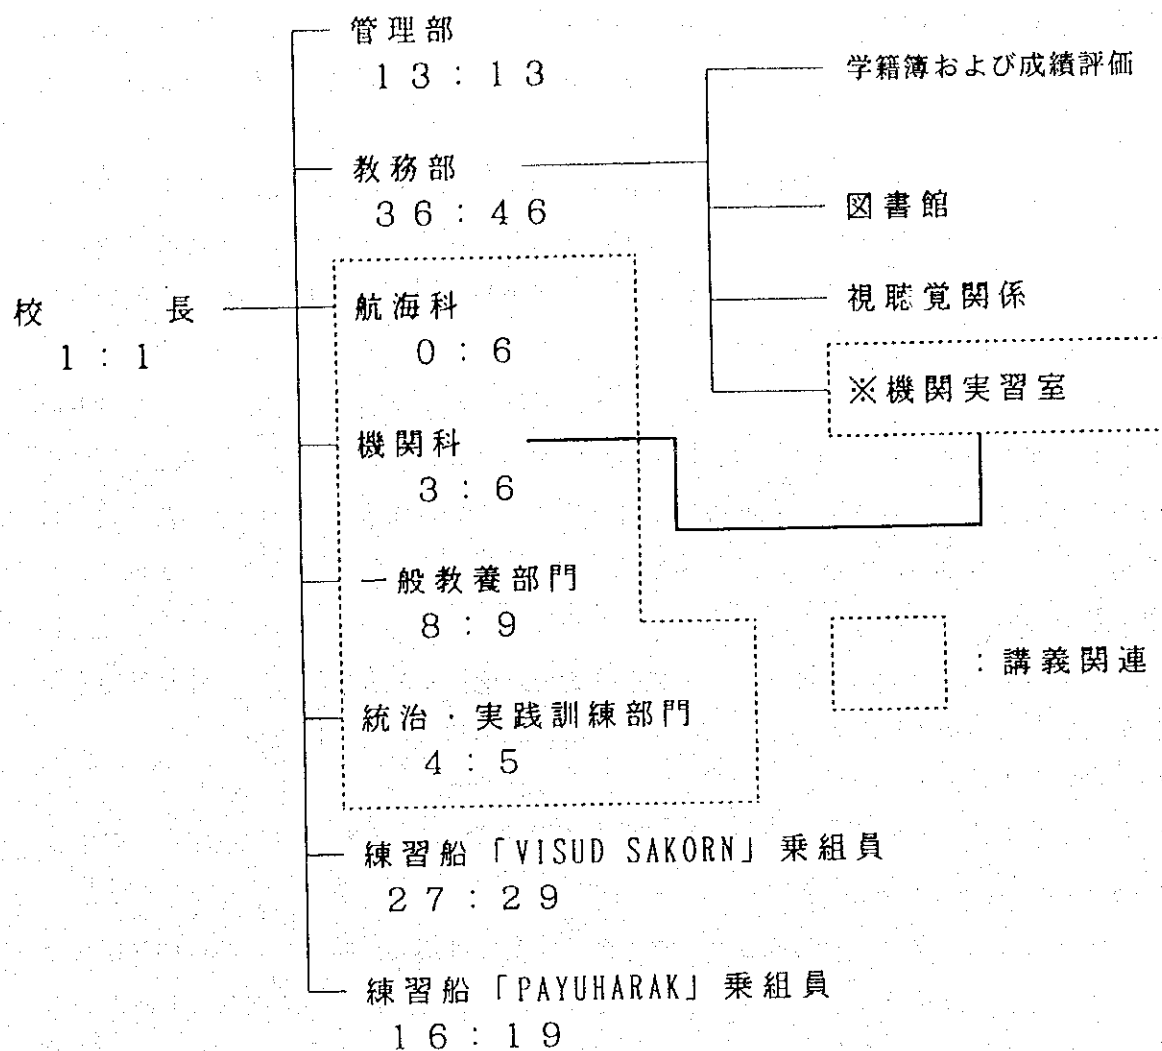 管理部
13:13
教務部
36:46
校長
1:1
航海科
0:6
機関科
3:6
一般教養部門
8:9
統治・実践訓練部門
4:5
練習船「VISUD SAKORN」乗組員
27:29
練習船「PAYUHARAK」乗組員
16:19
学籍簿および成績評価
図書館
視聴覚関係
※機関実習室
:講義関連